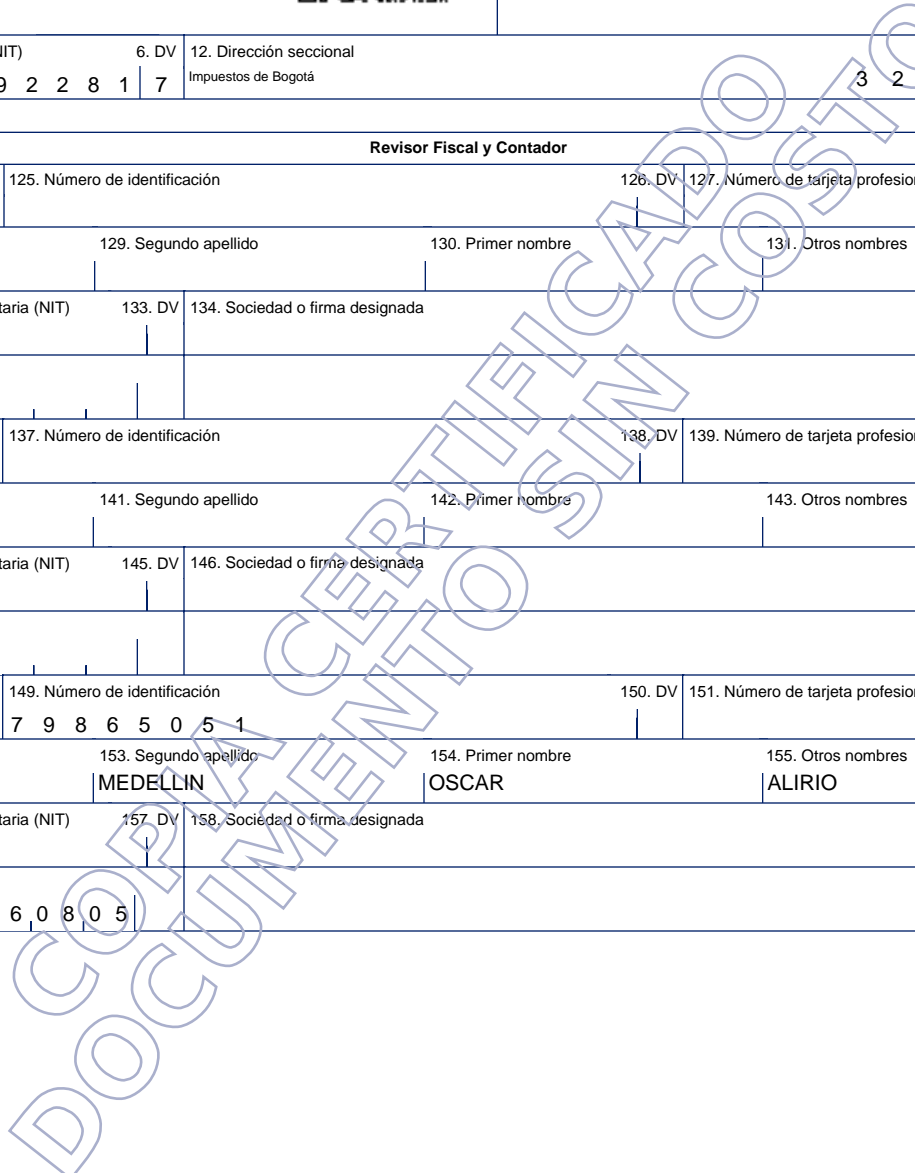 NIT) 6. DV 12. Dirección seccional
9 2 2 8 1 7 Impuestos de Bogotá 3 2
Revisor Fiscal y Contador
125. Número de identificación 126. DV 127. Número de tarjeta profesion
129. Segundo apellido 130. Primer nombre 131. Otros nombres
taria (NIT) 133. DV 134. Sociedad o firma designada
137. Número de identificación 138. DV 139. Número de tarjeta profesion
141. Segundo apellido 142. Primer nombre 143. Otros nombres
taria (NIT) 145. DV 146. Sociedad o firma designada
149. Número de identificación 150. DV 151. Número de tarjeta profesion
7 9 8 6 5 0 5 1
153. Segundo apellido 154. Primer nombre 155. Otros nombres
MEDELLIN OSCAR ALIRIO
taria (NIT) 157. DV 158. Sociedad o firma designada
6 0 8 0 5
COPIA CERTIFICADO
DOCUMENTO SIN COSTO